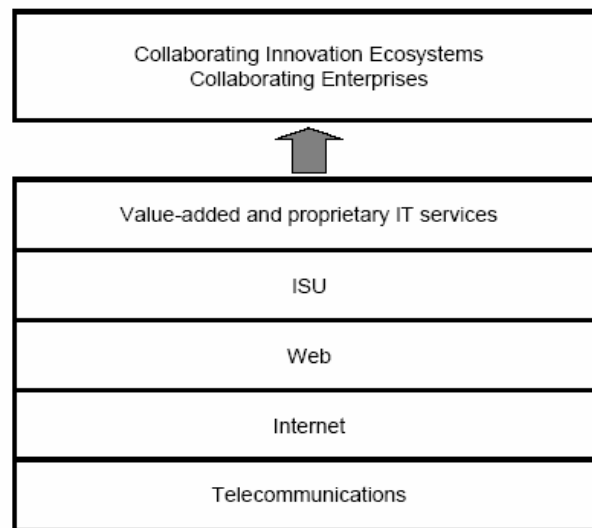 Collaborating Innovation Ecosystems
Collaborating Enterprises
Value-added and proprietary IT services
ISU
Web
Internet
Telecommunications